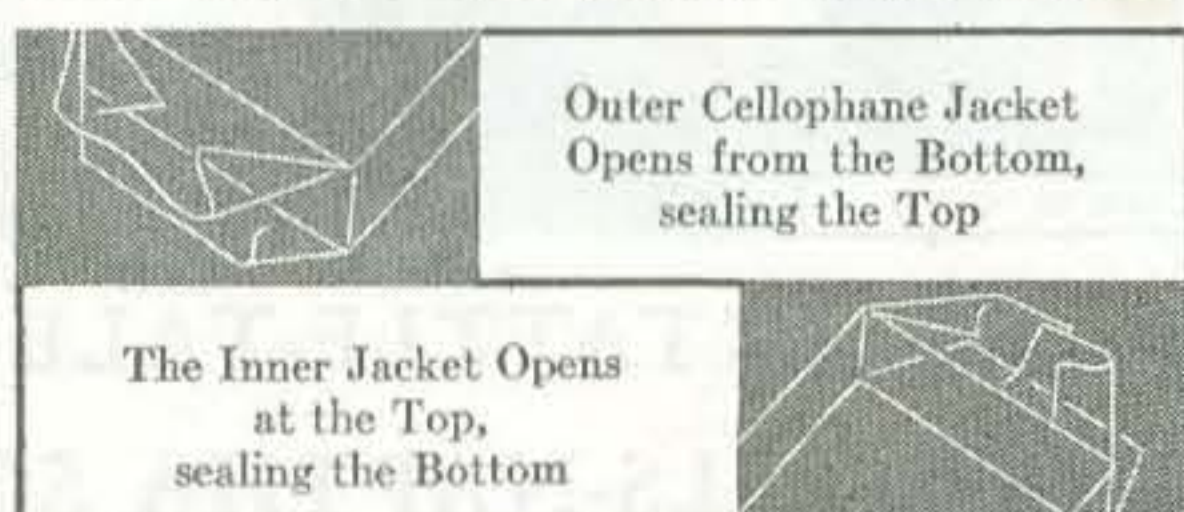 Outer Cellophane Jacket
Opens from the Bottom,
sealing the Top
The Inner Jacket Opens
at the Top,
sealing the Bottom